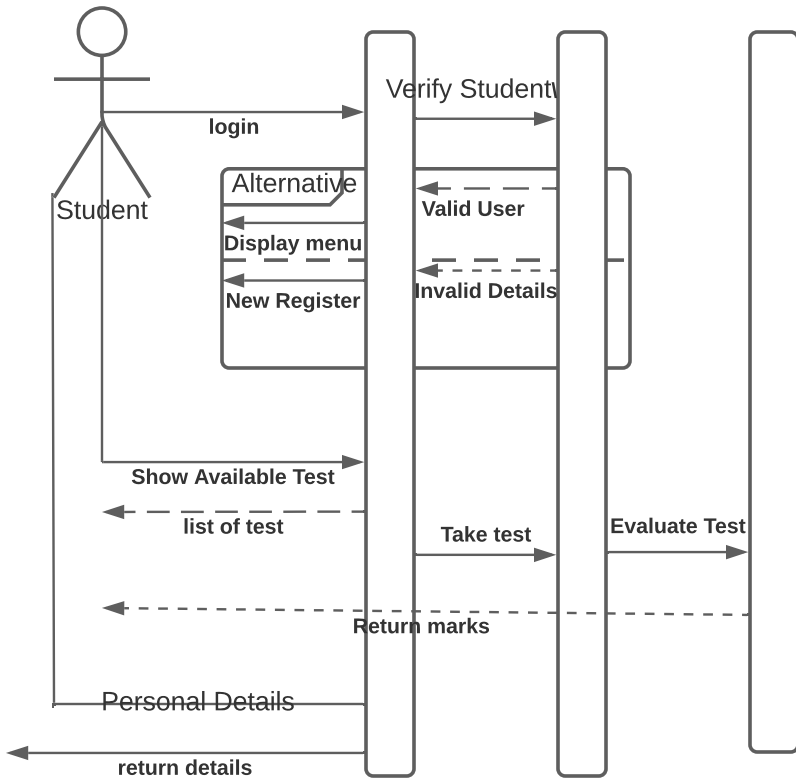 Verify Student
login
Alternative
Valid User
Student
Display menu
Invalid Details
New Register
Show Available Test
list of test
Take test
Evaluate Test
Return marks
Personal Details
return details